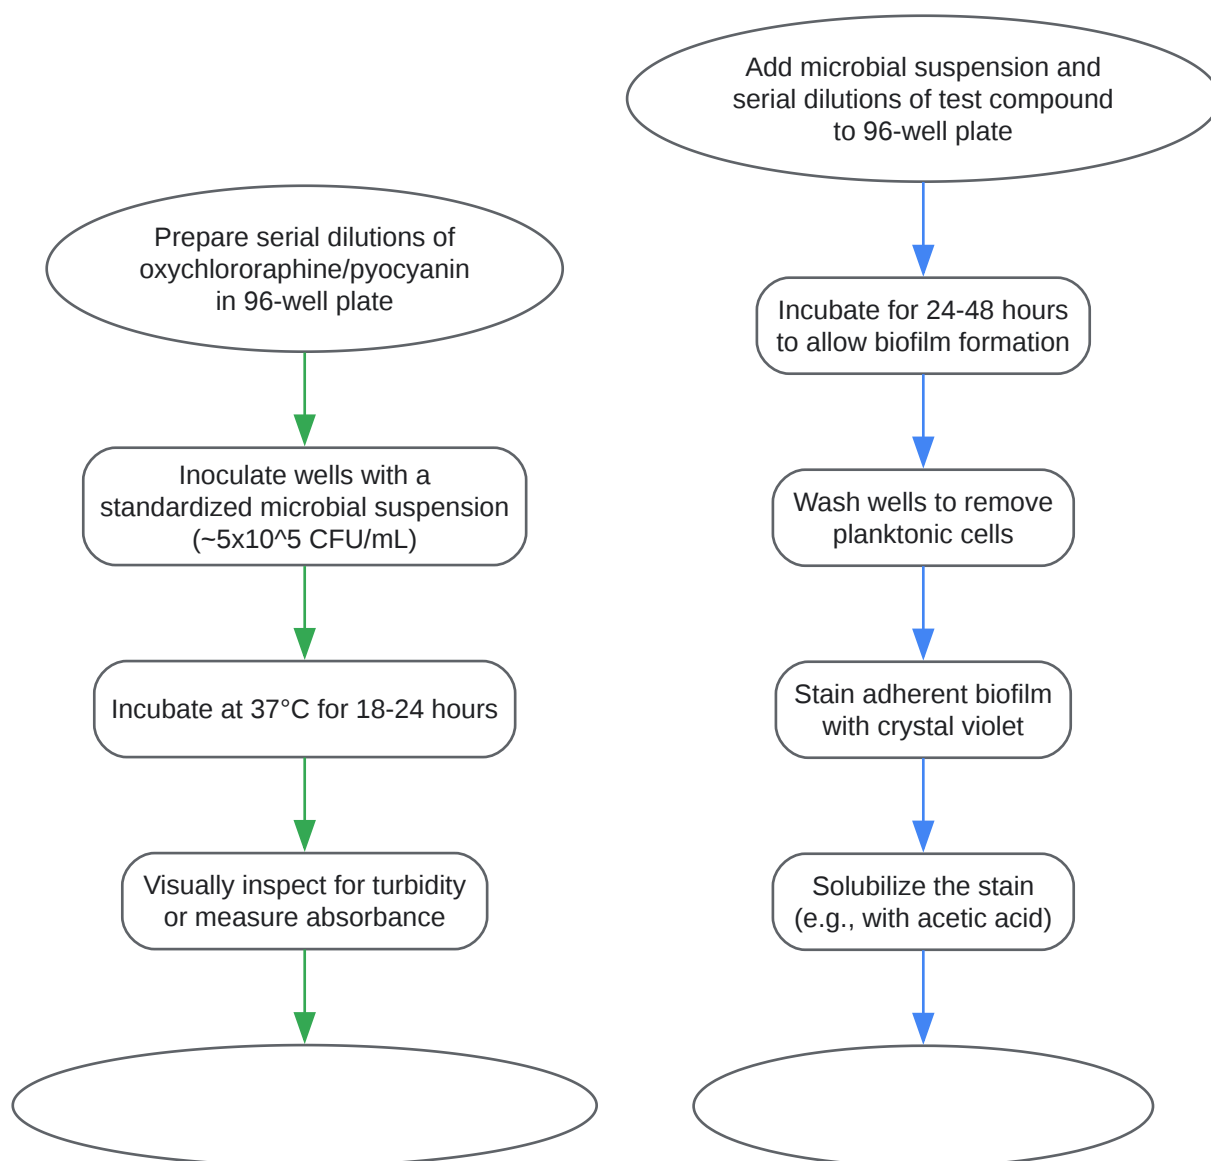 Prepare serial dilutions of
oxychlororaphine/pyocyanin
in 96-well plate
Inoculate wells with a
standardized microbial suspension
(~5x10^5 CFU/mL)
Incubate at 37°C for 18-24 hours
Visually inspect for turbidity
or measure absorbance
Add microbial suspension and
serial dilutions of test compound
to 96-well plate
Incubate for 24-48 hours
to allow biofilm formation
Wash wells to remove
planktonic cells
Stain adherent biofilm
with crystal violet
Solubilize the stain
(e.g., with acetic acid)